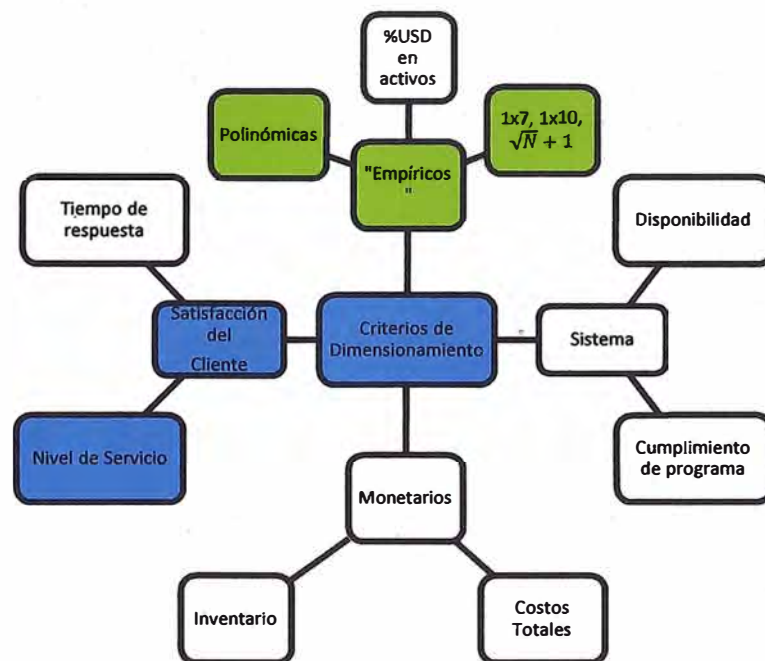 %USD
en
activos
Polinómicas
1x7, 1x10,
√N + 1
"Empíricos
"
Tiempo de
respuesta
Disponibilidad
Satisfacción
del
Cliente
Criterios de
Dimensionamiento
Sistema
Nivel de Servicio
Cumplimiento
de programa
Monetarios
Inventario
Costos
Totales